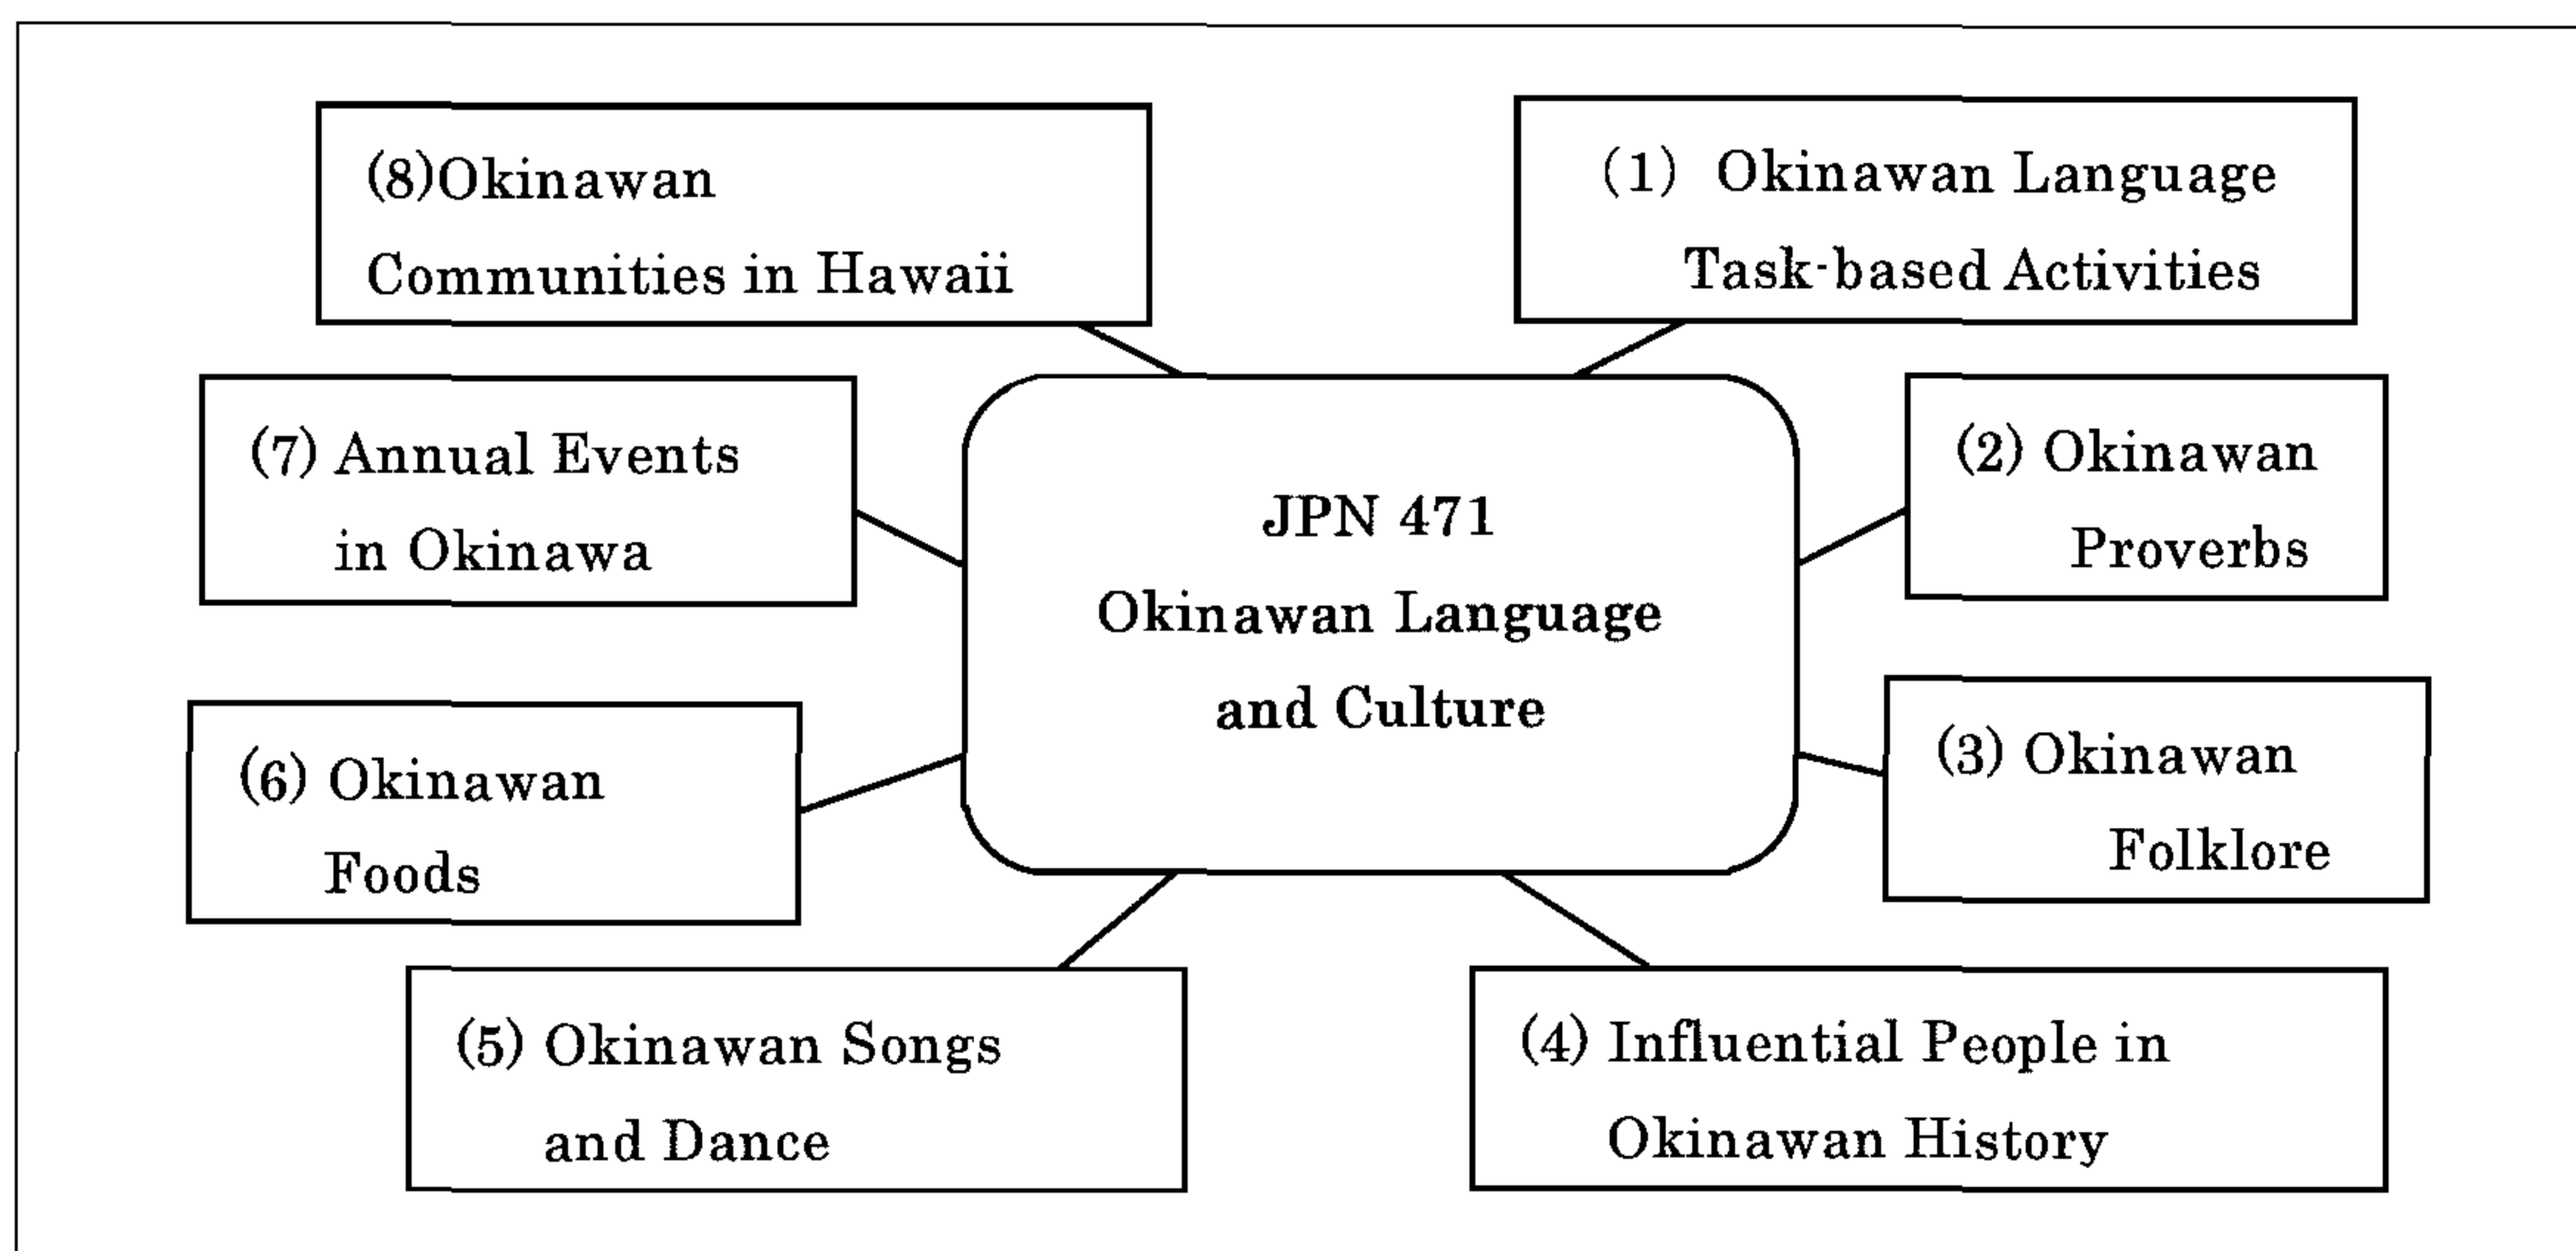 (8)Okinawan
Communities in Hawaii
(1) Okinawan Language
Task-based Activities
(7) Annual Events
in Okinawa
JPN 471
Okinawan Language
and Culture
(2) Okinawan
Proverbs
(6) Okinawan
Foods
(3) Okinawan
Folklore
(5) Okinawan Songs
and Dance
(4) Influential People in
Okinawan History